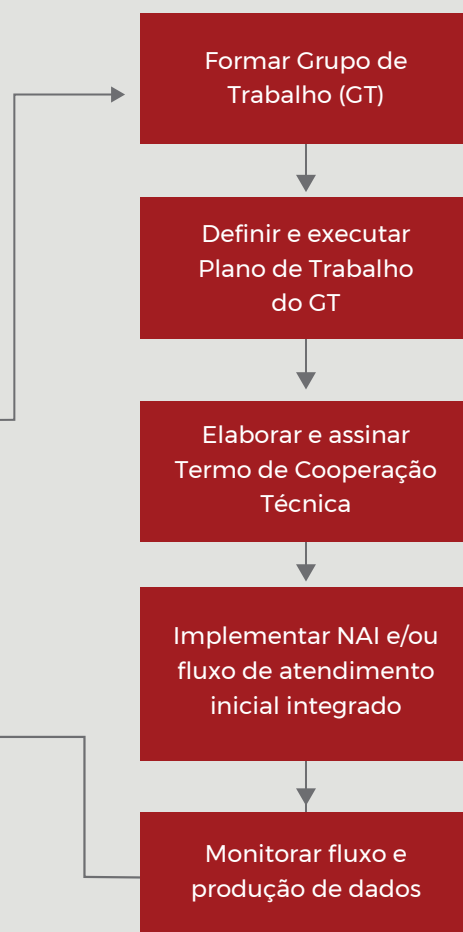 Formar Grupo de
Trabalho (GT)
Definir e executar
Plano de Trabalho
do GT
Elaborar e assinar
Termo de Cooperação
Técnica
Implementar NAI e/ou
fluxo de atendimento
inicial integrado
Monitorar fluxo e
produção de dados